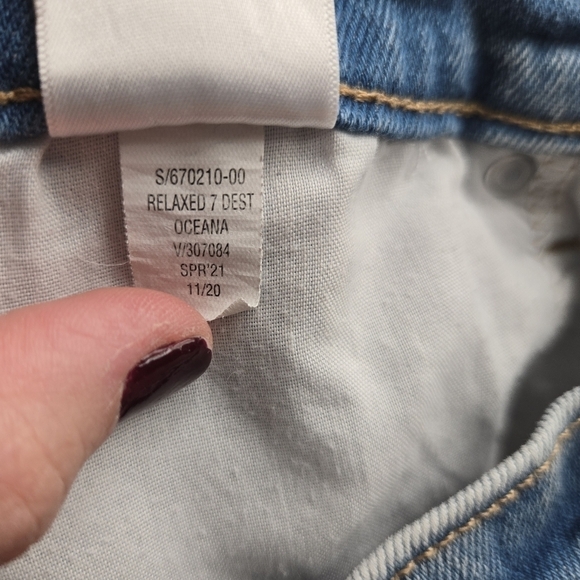 S/670210-00
RELAXED 7 DEST
OCEANA
V/307084
SPR'21
11/20